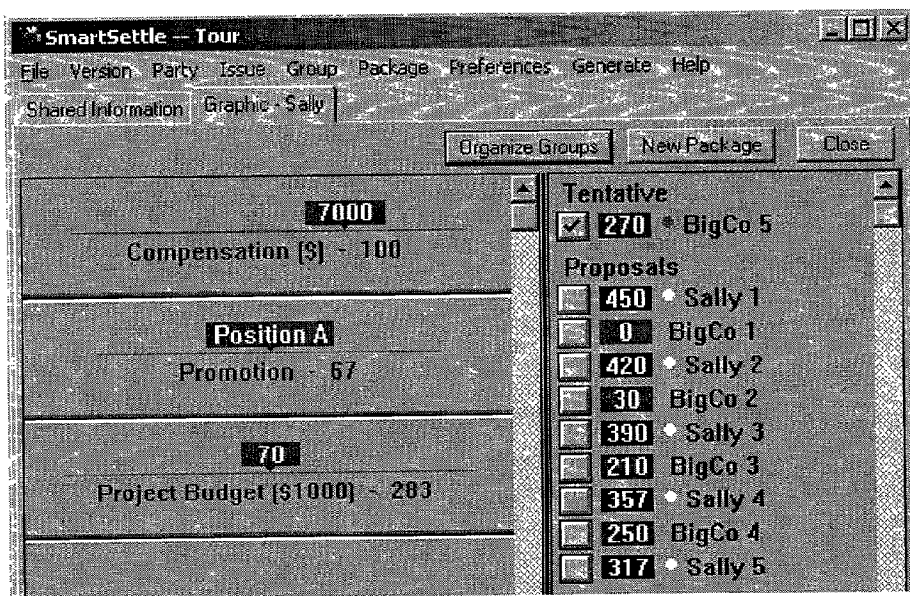 SmartSettle -- Tour
File Version Party Issue Group Package Preferences Generate Help
Shared Information Graphic - Sally
Organize Groups New Package Close
7000
Compensation ($) - 100
Position A
Promotion - 67
70
Project Budget ($1000) - 283
Tentative
270 * BigCo 5
Proposals
450 Sally 1
0 BigCo 1
420 Sally 2
30 BigCo 2
390 Sally 3
210 BigCo 3
357 Sally 4
250 BigCo 4
317 Sally 5